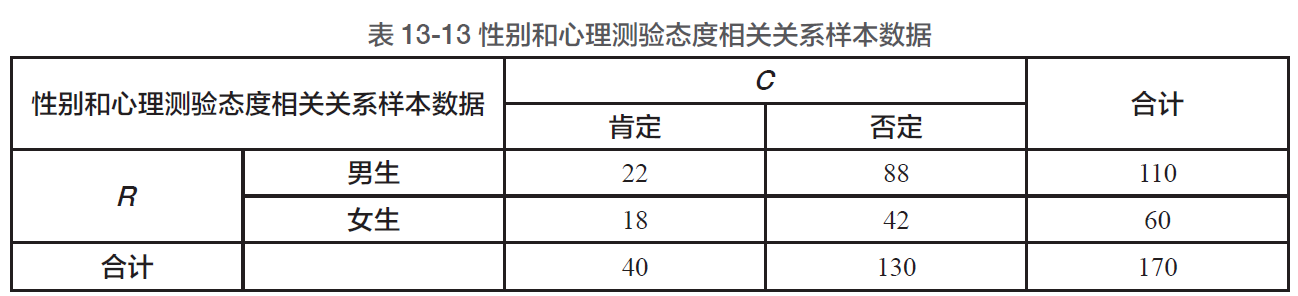 表 13-13 性别和心理测验态度相关关系样本数据
性别和心理测验态度相关关系样本数据 C 合计
肯定 否定
R 男生 22 88 110
女生 18 42 60
合计 40 130 170